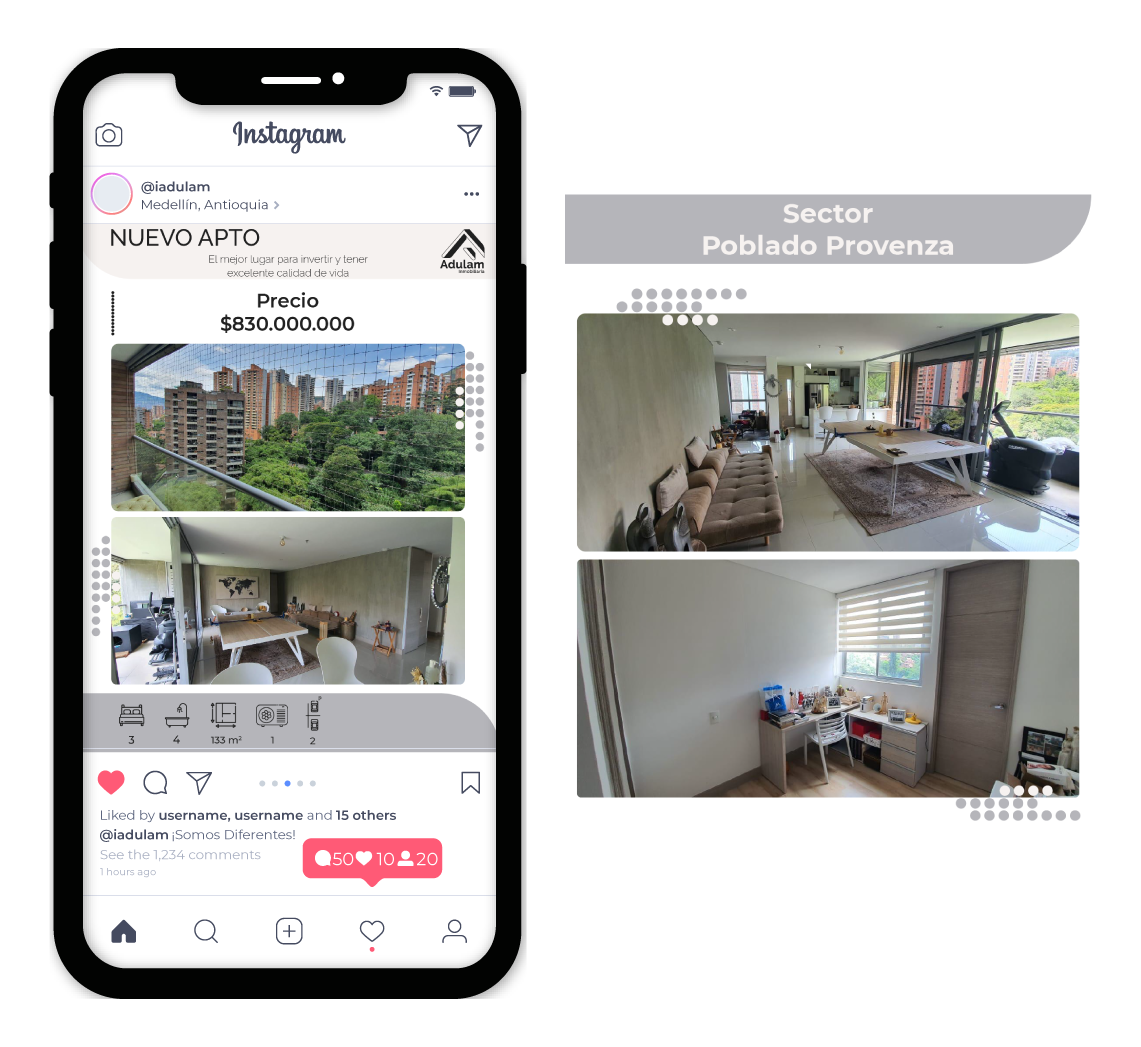 Instagram
@iadulam
Medellín, Antioquia
NUEVO APTO
El mejor lugar para invertir y tener
excelente calidad de vida
Adulam
Inmobiliaria
Precio
$830.000.000
3 4 133 m² 1 2
Liked by username, username and 15 others
@iadulam ¡Somos Diferentes!
See the 1,234 comments
1 hours ago
50 10 20
Sector
Poblado Provenza